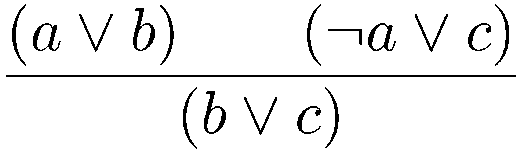 (a ∨ b) (¬a ∨ c)
(b ∨ c)